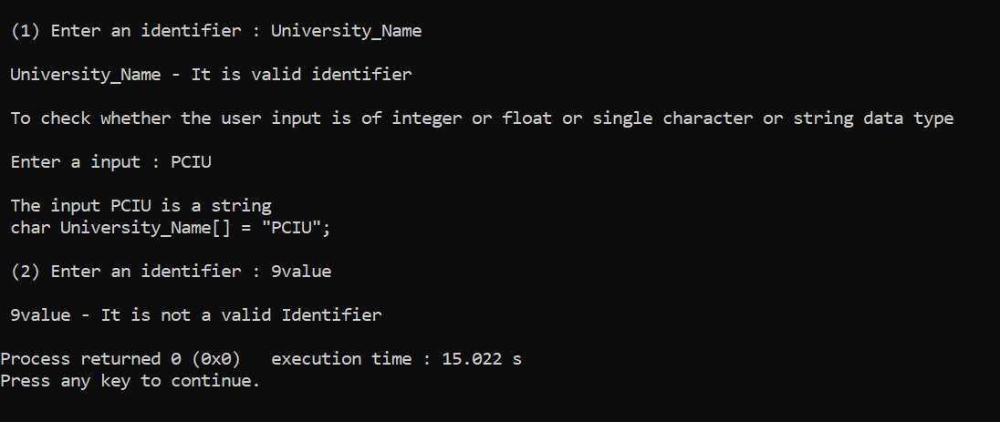 (1) Enter an identifier : University_Name
University_Name - It is valid identifier
To check whether the user input is of integer or float or single character or string data type
Enter a input : PCIU
The input PCIU is a string
char University_Name[] = "PCIU";
(2) Enter an identifier : 9value
9value - It is not a valid Identifier
Process returned 0 (0x0)   execution time : 15.022 s
Press any key to continue.